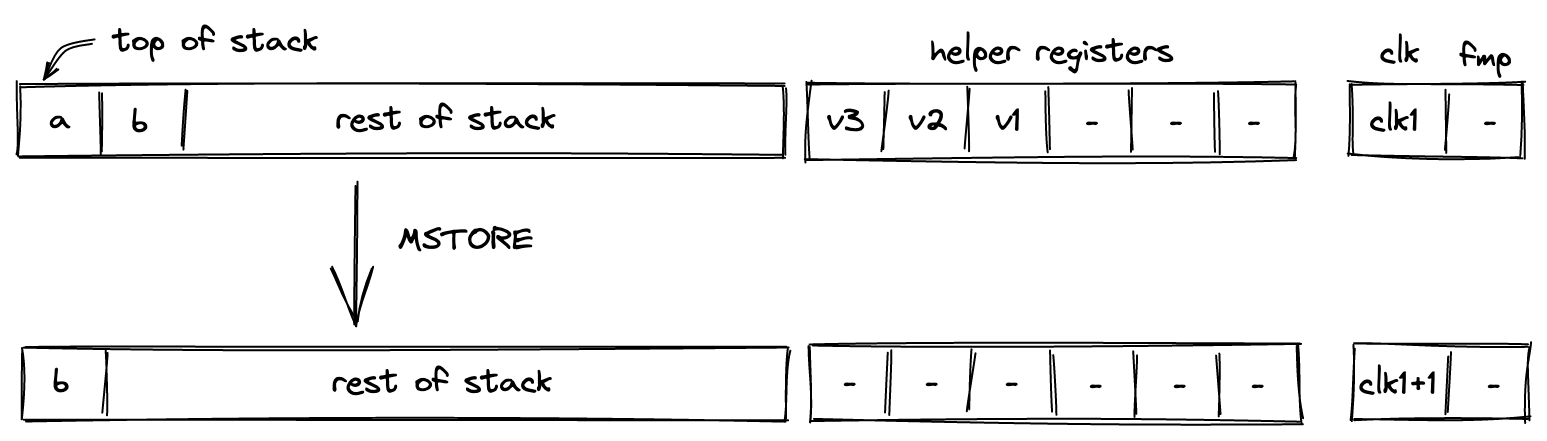 top of stack
helper registers
clk fmp
a b rest of stack v3 v2 v1 - - - clk1 -
MSTORE
b rest of stack - - - - - - clk1+1 -